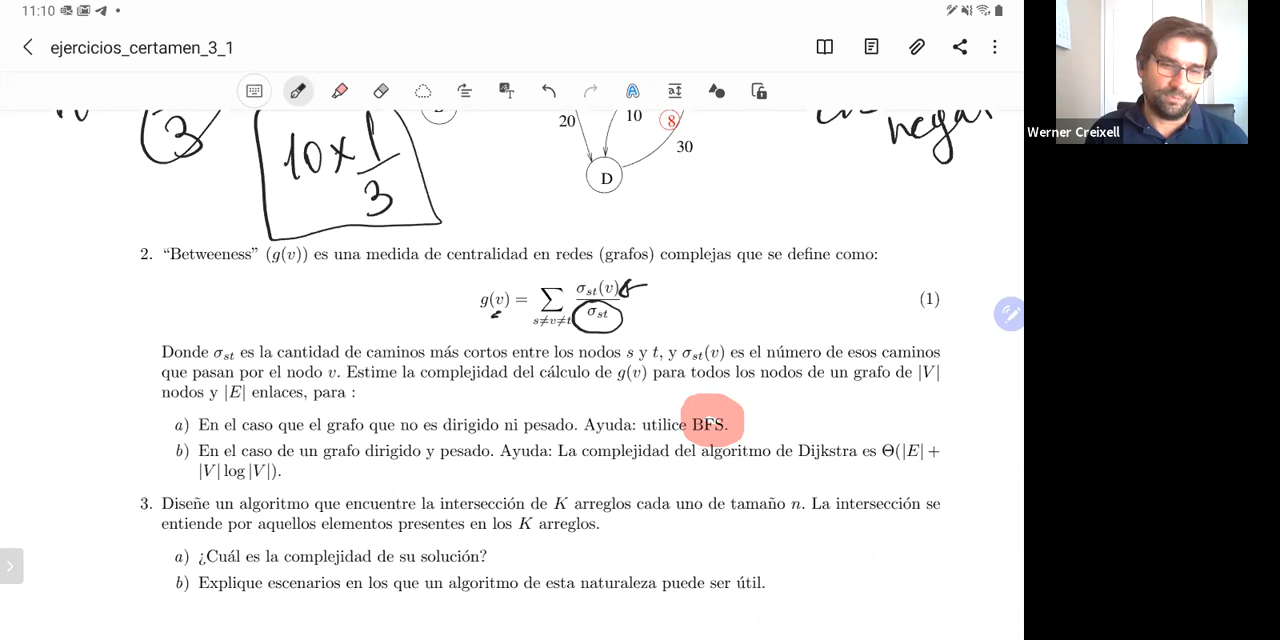 11:10
ejercicios_certamen_3_1
Werner Creixell
3
10 × 1/3
20
10
8
30
D
negar
2. “Betweeness” (g(v)) es una medida de centralidad en redes (grafos) complejas que se define como:
g(v) = ∑ s≠v≠t σst(v) / σst (1)
Donde σst es la cantidad de caminos más cortos entre los nodos s y t, y σst(v) es el número de esos caminos
que pasan por el nodo v. Estime la complejidad del cálculo de g(v) para todos los nodos de un grafo de |V|
nodos y |E| enlaces, para :
a) En el caso que el grafo que no es dirigido ni pesado. Ayuda: utilice BFS.
b) En el caso de un grafo dirigido y pesado. Ayuda: La complejidad del algoritmo de Dijkstra es Θ(|E| +
|V| log |V|).
3. Diseñe un algoritmo que encuentre la intersección de K arreglos cada uno de tamaño n. La intersección se
entiende por aquellos elementos presentes en los K arreglos.
a) ¿Cuál es la complejidad de su solución?
b) Explique escenarios en los que un algoritmo de esta naturaleza puede ser útil.